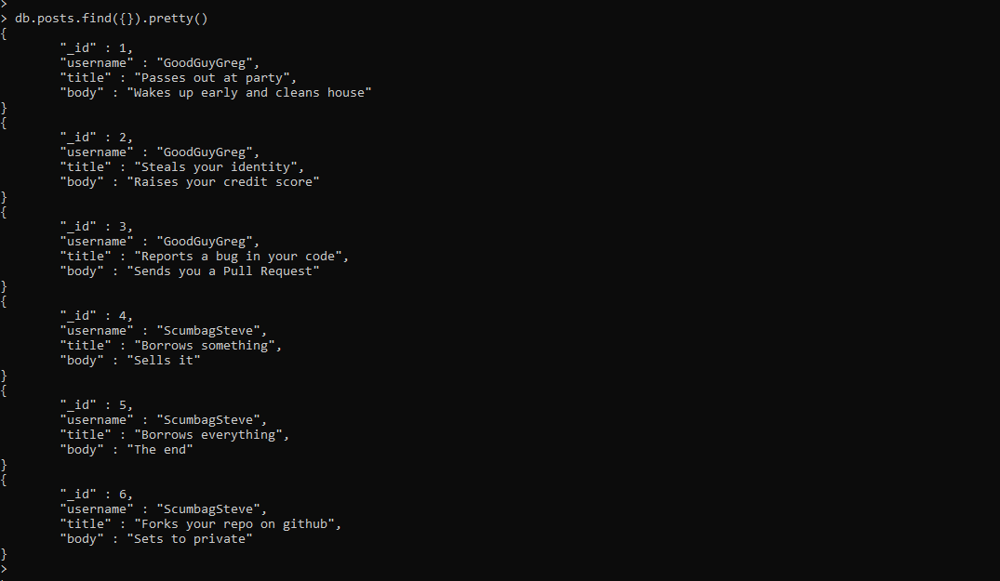 >
> db.posts.find({}).pretty()
{
"_id" : 1,
"username" : "GoodGuyGreg",
"title" : "Passes out at party",
"body" : "Wakes up early and cleans house"
}
{
"_id" : 2,
"username" : "GoodGuyGreg",
"title" : "Steals your identity",
"body" : "Raises your credit score"
}
{
"_id" : 3,
"username" : "GoodGuyGreg",
"title" : "Reports a bug in your code",
"body" : "Sends you a Pull Request"
}
{
"_id" : 4,
"username" : "ScumbagSteve",
"title" : "Borrows something",
"body" : "Sells it"
}
{
"_id" : 5,
"username" : "ScumbagSteve",
"title" : "Borrows everything",
"body" : "The end"
}
{
"_id" : 6,
"username" : "ScumbagSteve",
"title" : "Forks your repo on github",
"body" : "Sets to private"
}
>